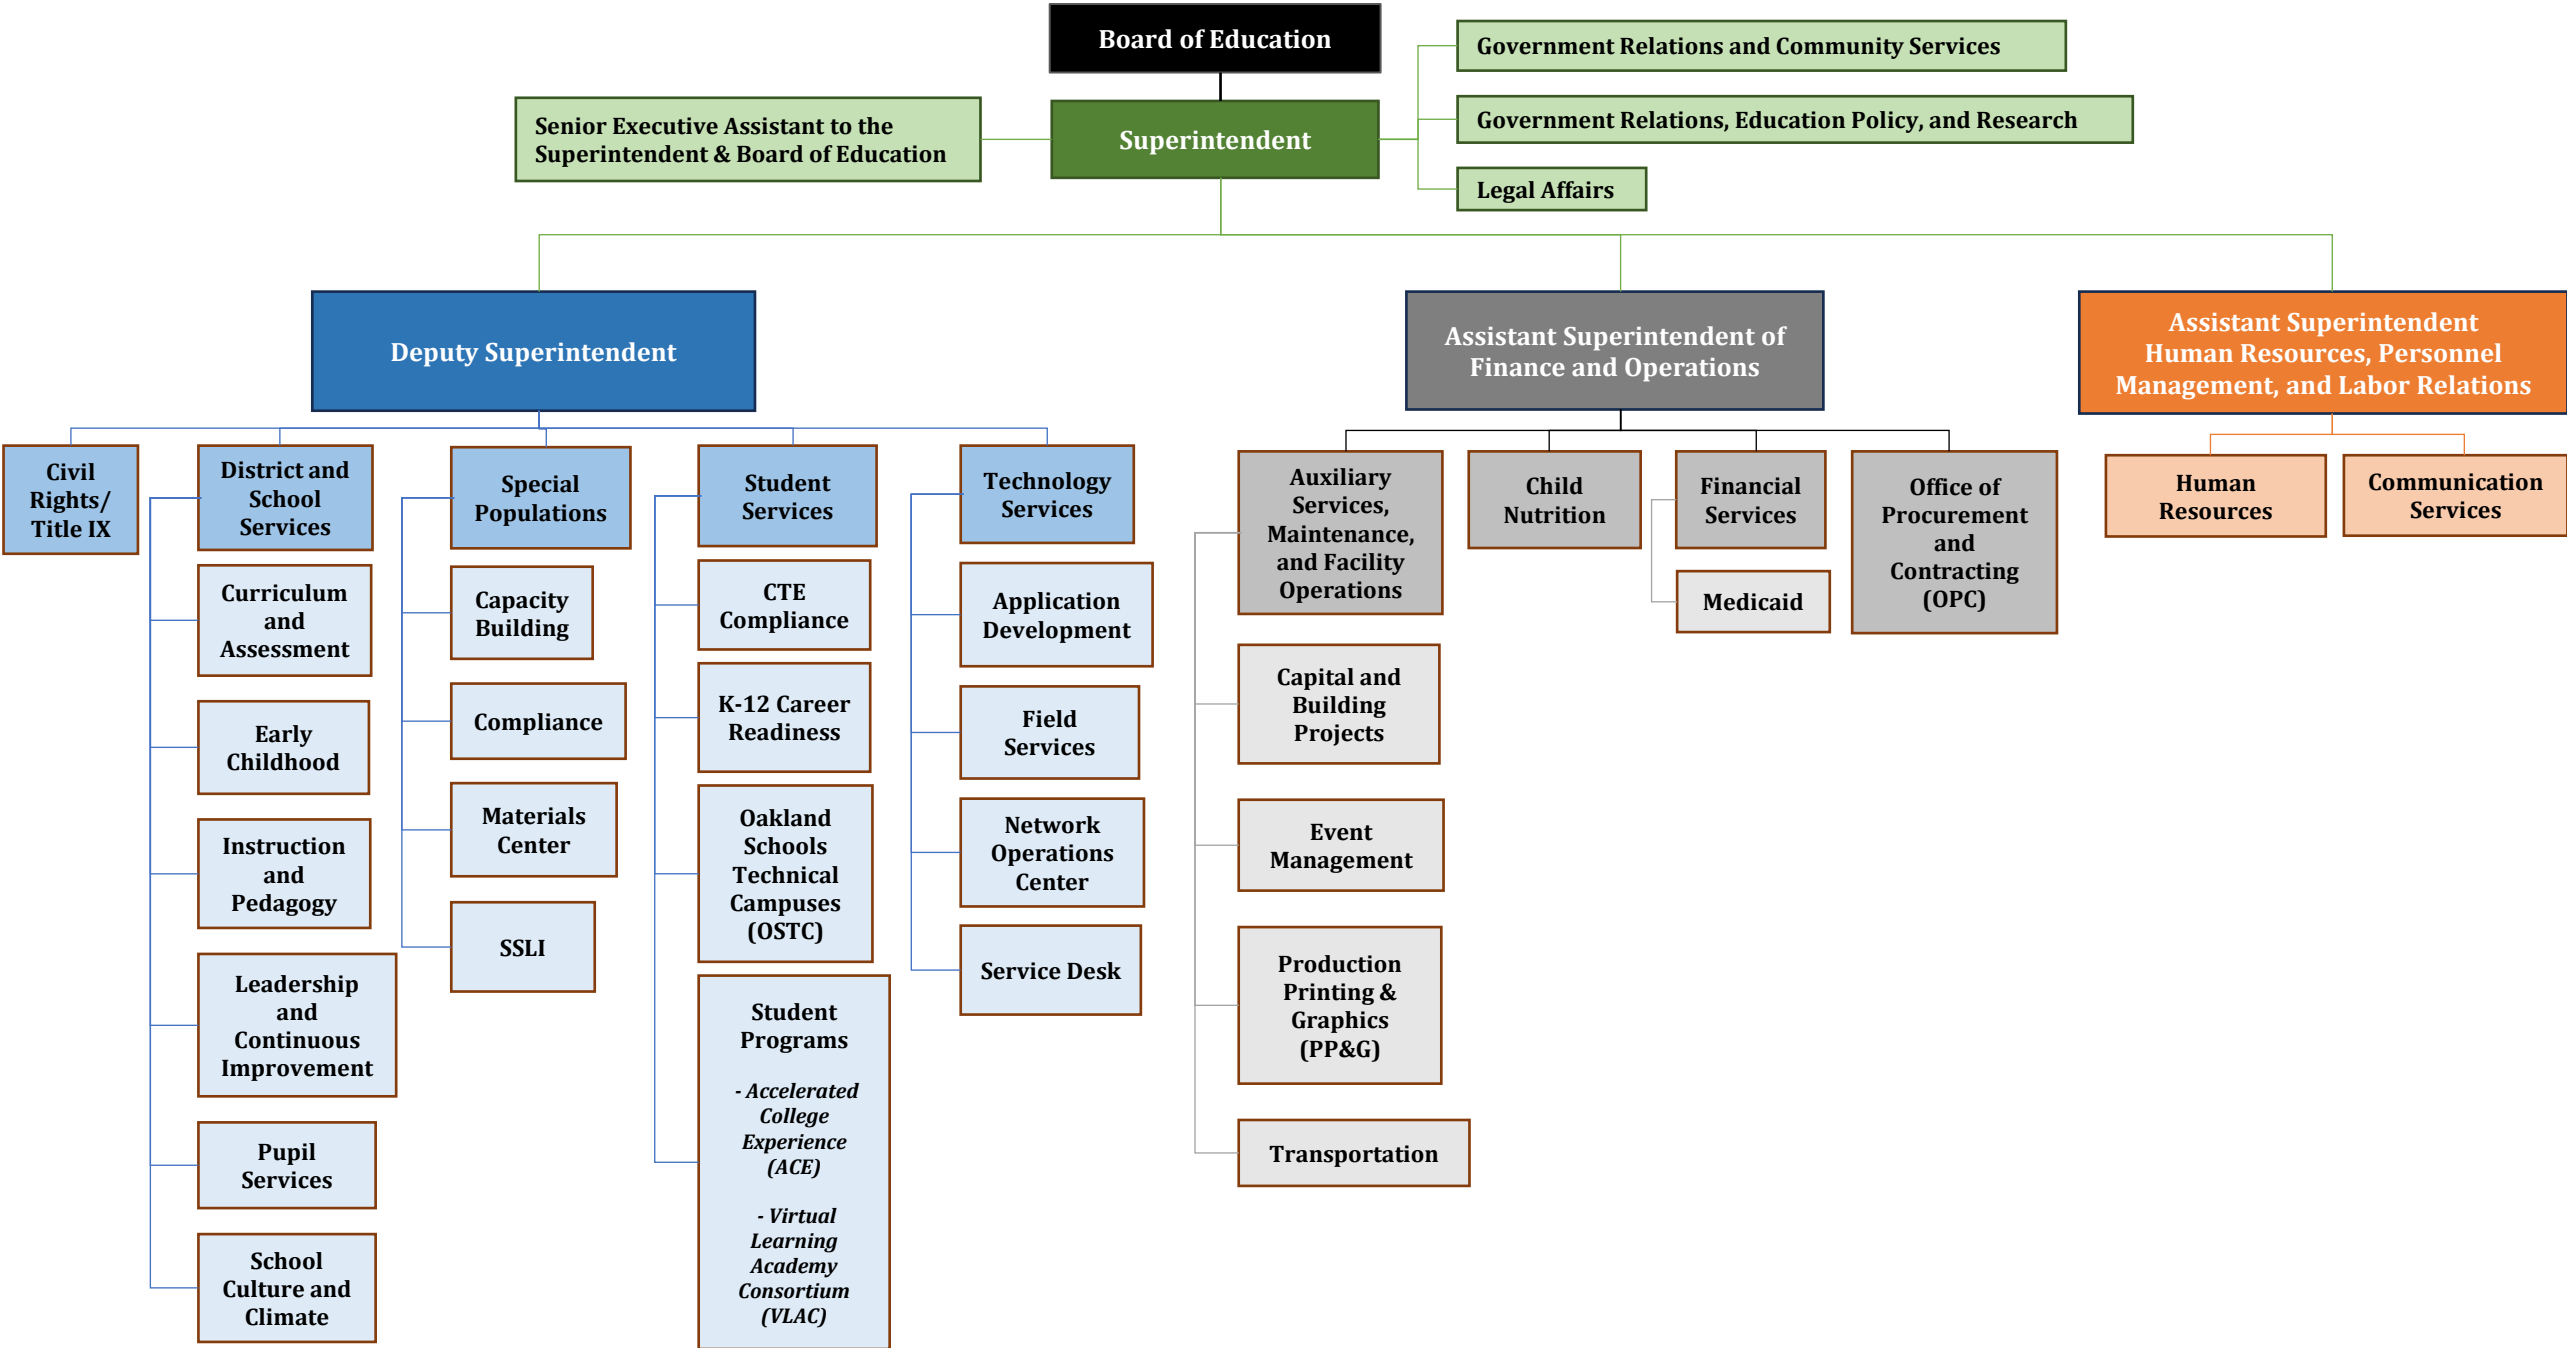 Board of Education
Government Relations and Community Services
Senior Executive Assistant to the
Superintendent & Board of Education
Superintendent
Government Relations, Education Policy, and Research
Legal Affairs
Deputy Superintendent
Assistant Superintendent of
Finance and Operations
Assistant Superintendent
Human Resources, Personnel
Management, and Labor Relations
Civil
Rights/
Title IX
District and
School
Services
Curriculum
and
Assessment
Early
Childhood
Instruction
and
Pedagogy
Leadership
and
Continuous
Improvement
Pupil
Services
School
Culture and
Climate
Special
Populations
Capacity
Building
Compliance
Materials
Center
SSLI
Student
Services
CTE
Compliance
K-12 Career
Readiness
Oakland
Schools
Technical
Campuses
(OSTC)
Student
Programs
- Accelerated
College
Experience
(ACE)
- Virtual
Learning
Academy
Consortium
(VLAC)
Technology
Services
Application
Development
Field
Services
Network
Operations
Center
Service Desk
Auxiliary
Services,
Maintenance,
and Facility
Operations
Capital and
Building
Projects
Event
Management
Production
Printing &
Graphics
(PP&G)
Transportation
Child
Nutrition
Financial
Services
Medicaid
Office of
Procurement
and
Contracting
(OPC)
Human
Resources
Communication
Services